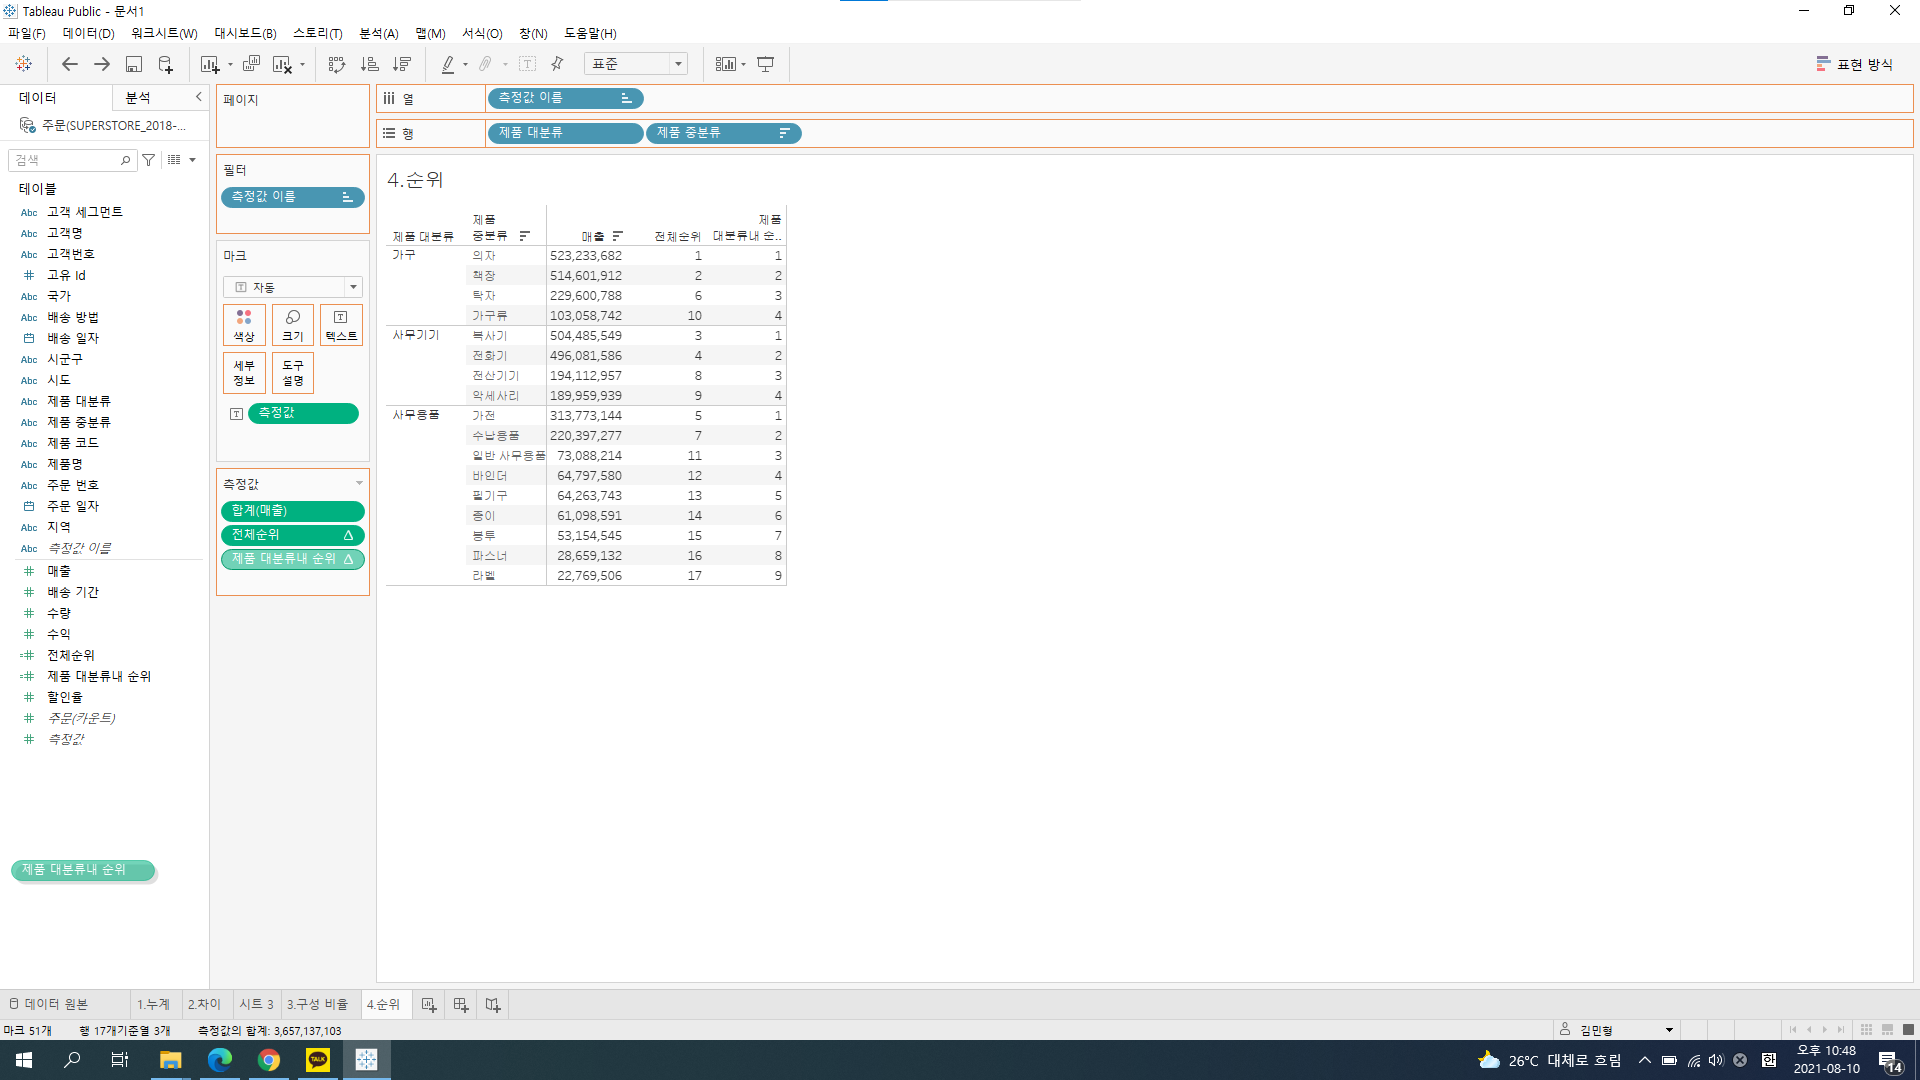 Tableau Public - 문서1
파일(F) 데이터(D) 워크시트(W) 대시보드(B) 스토리(T) 분석(A) 맵(M) 서식(O) 창(N) 도움말(H)
표준
표현 방식
데이터 분석
주문(SUPERSTORE_2018-...
검색
테이블
Abc 고객 세그먼트
Abc 고객명
Abc 고객번호
# 고유 Id
Abc 국가
Abc 배송 방법
배송 일자
Abc 시군구
Abc 시도
Abc 제품 대분류
Abc 제품 중분류
Abc 제품 코드
Abc 제품명
Abc 주문 번호
주문 일자
Abc 지역
Abc 측정값 이름
# 매출
# 배송 기간
# 수량
# 수익
=# 전체순위
=# 제품 대분류내 순위
# 할인율
# 주문(카운트)
# 측정값
제품 대분류내 순위
페이지
필터
측정값 이름
마크
자동
색상 크기 텍스트
세부 정보 도구 설명
측정값
측정값
합계(매출)
전체순위 Δ
제품 대분류내 순위 Δ
열 측정값 이름
행 제품 대분류 제품 중분류
4.순위
제품 제품
제품 대분류 중분류 매출 전체순위 대분류내 순..
가구 의자 523,233,682 1 1
책장 514,601,912 2 2
탁자 229,600,788 6 3
가구류 103,058,742 10 4
사무기기 복사기 504,485,549 3 1
전화기 496,081,586 4 2
전산기기 194,112,957 8 3
악세사리 189,959,939 9 4
사무용품 가전 313,773,144 5 1
수납용품 220,397,277 7 2
일반 사무용품 73,088,214 11 3
바인더 64,797,580 12 4
필기구 64,263,743 13 5
종이 61,098,591 14 6
봉투 53,154,545 15 7
파스너 28,659,132 16 8
라벨 22,769,506 17 9
데이터 원본 1.누계 2.차이 시트 3 3.구성 비율 4.순위
마크 51개 행 17개기준열 3개 측정값의 합계: 3,657,137,103
김민형
TALK
26°C 대체로 흐림
한
오후 10:48
2021-08-10
14